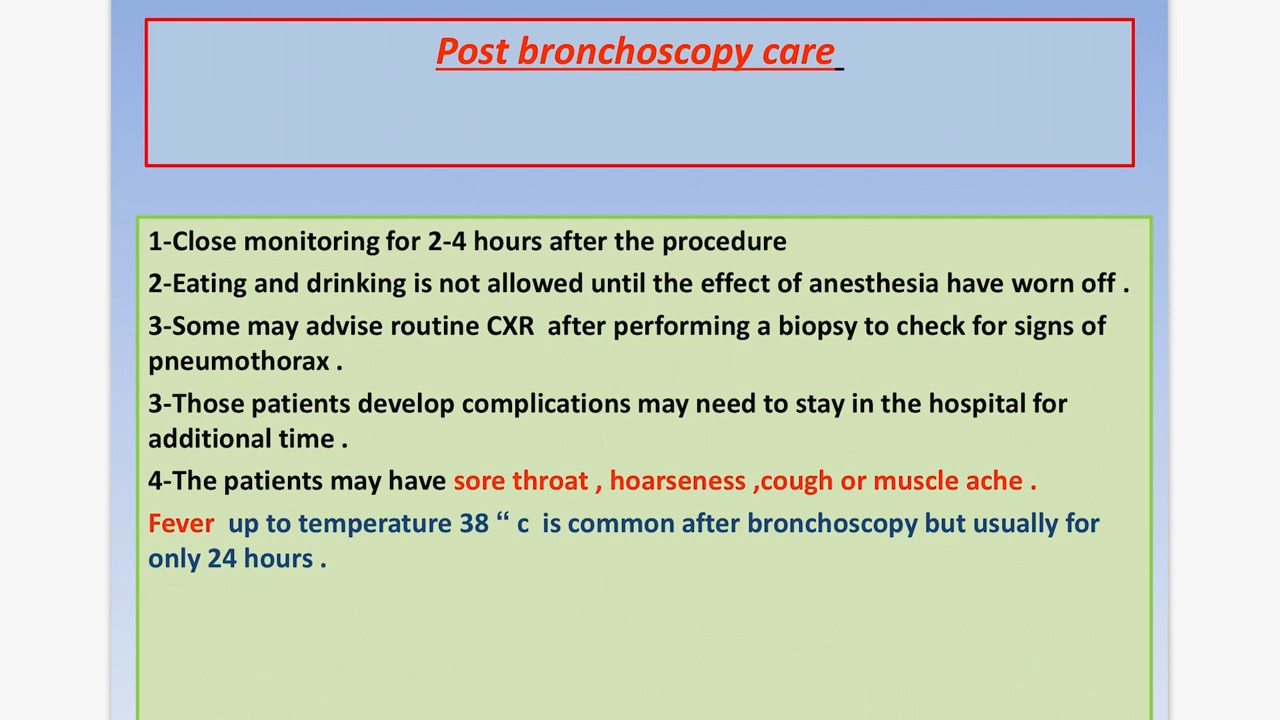 Post bronchoscopy care
1-Close monitoring for 2-4 hours after the procedure
2-Eating and drinking is not allowed until the effect of anesthesia have worn off .
3-Some may advise routine CXR  after performing a biopsy to check for signs of
pneumothorax .
3-Those patients develop complications may need to stay in the hospital for
additional time .
4-The patients may have sore throat , hoarseness ,cough or muscle ache .
Fever  up to temperature 38 “ c  is common after bronchoscopy but usually for
only 24 hours .